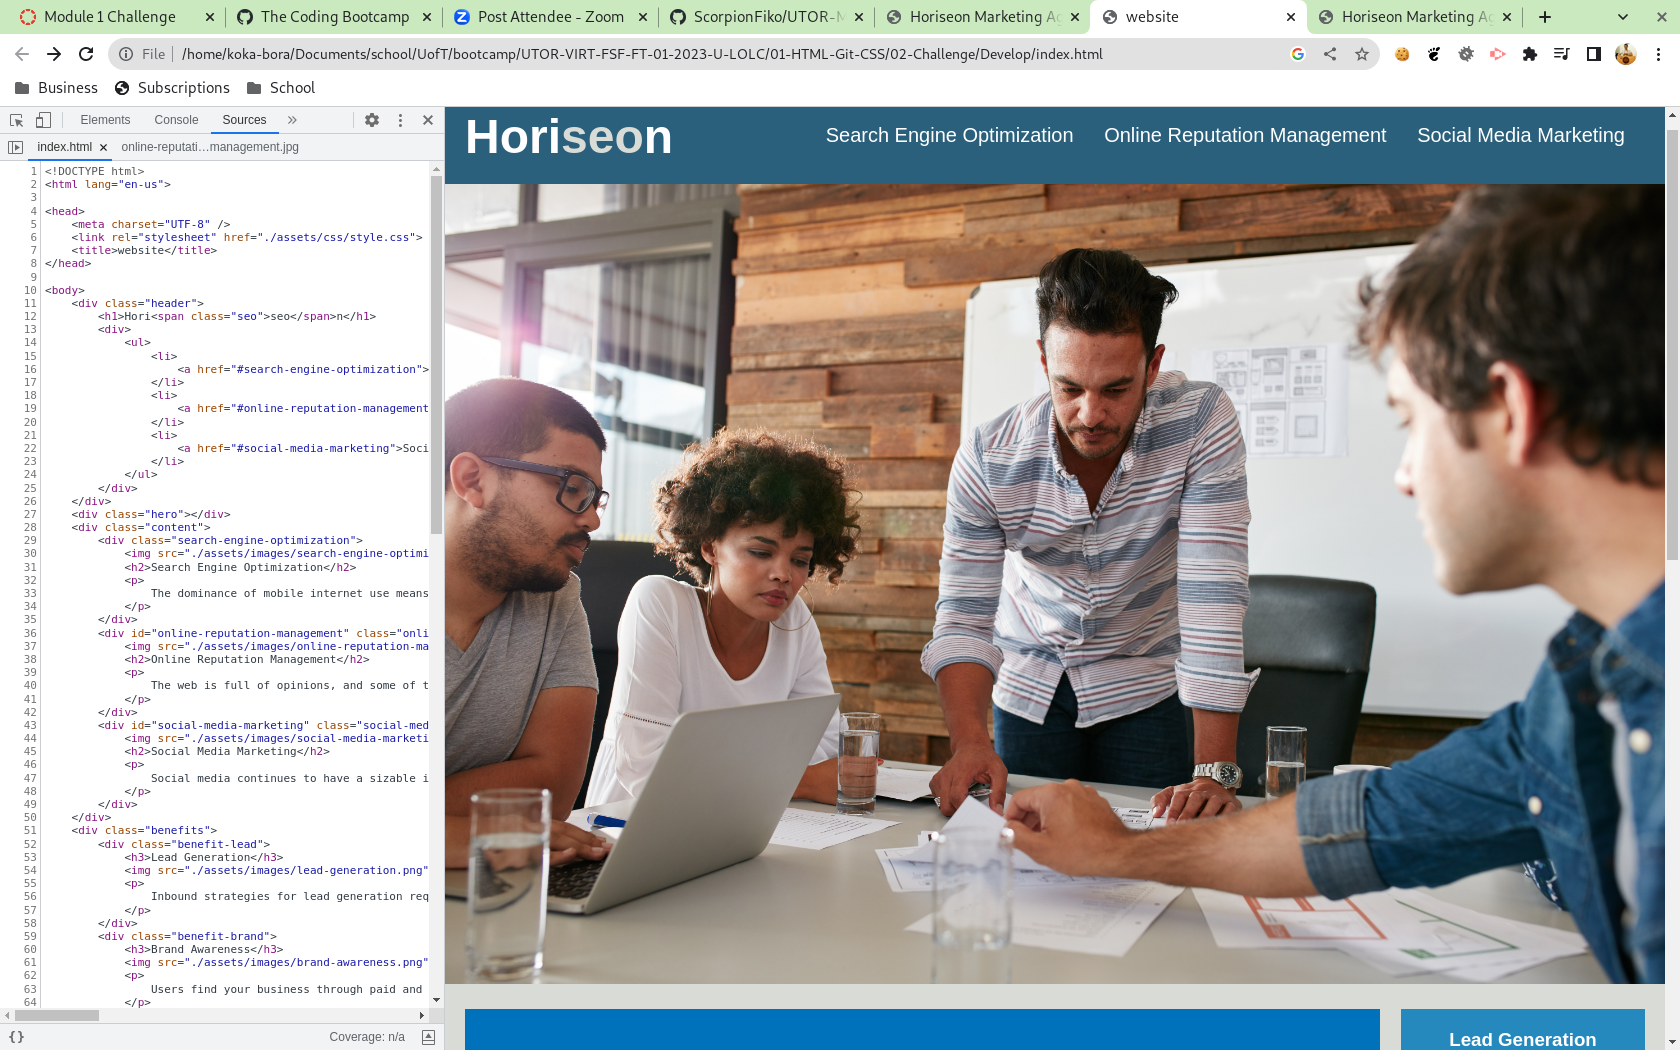 Module 1 Challenge
The Coding Bootcamp
Post Attendee - Zoom
ScorpionFiko/UTOR-M
Horiseon Marketing Ag
website
Horiseon Marketing Ag
File /home/koka-bora/Documents/school/UofT/bootcamp/UTOR-VIRT-FSF-FT-01-2023-U-LOLC/01-HTML-Git-CSS/02-Challenge/Develop/index.html
Business Subscriptions School
Elements Console Sources
index.html online-reputati…management.jpg
1 <!DOCTYPE html>
2 <html lang="en-us">
3
4 <head>
5 <meta charset="UTF-8" />
6 <link rel="stylesheet" href="./assets/css/style.css">
7 <title>website</title>
8 </head>
9
10 <body>
11 <div class="header">
12 <h1>Hori<span class="seo">seo</span>n</h1>
13 <div>
14 <ul>
15 <li>
16 <a href="#search-engine-optimization">
17 </li>
18 <li>
19 <a href="#online-reputation-management
20 </li>
21 <li>
22 <a href="#social-media-marketing">Soci
23 </li>
24 </ul>
25 </div>
26 </div>
27 <div class="hero"></div>
28 <div class="content">
29 <div class="search-engine-optimization">
30 <img src="./assets/images/search-engine-optimi
31 <h2>Search Engine Optimization</h2>
32 <p>
33 The dominance of mobile internet use means
34 </p>
35 </div>
36 <div id="online-reputation-management" class="onli
37 <img src="./assets/images/online-reputation-ma
38 <h2>Online Reputation Management</h2>
39 <p>
40 The web is full of opinions, and some of t
41 </p>
42 </div>
43 <div id="social-media-marketing" class="social-med
44 <img src="./assets/images/social-media-marketi
45 <h2>Social Media Marketing</h2>
46 <p>
47 Social media continues to have a sizable i
48 </p>
49 </div>
50 </div>
51 <div class="benefits">
52 <div class="benefit-lead">
53 <h3>Lead Generation</h3>
54 <img src="./assets/images/lead-generation.png"
55 <p>
56 Inbound strategies for lead generation req
57 </p>
58 </div>
59 <div class="benefit-brand">
60 <h3>Brand Awareness</h3>
61 <img src="./assets/images/brand-awareness.png"
62 <p>
63 Users find your business through paid and
64 </p>
{} Coverage: n/a
Horiseon
Search Engine Optimization Online Reputation Management Social Media Marketing
Lead Generation